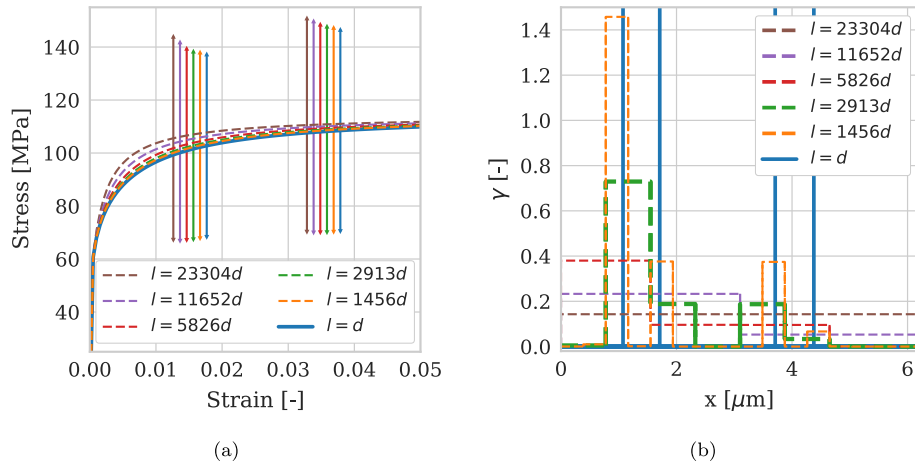 140
120
100
80
60
40
Stress [MPa]
0.00 0.01 0.02 0.03 0.04 0.05
Strain [-]
l = 23304d
l = 11652d
l = 5826d
l = 2913d
l = 1456d
l = d
(a)
1.4
1.2
1.0
0.8
0.6
0.4
0.2
0.0
γ [-]
0 2 4 6
x [μm]
l = 23304d
l = 11652d
l = 5826d
l = 2913d
l = 1456d
l = d
(b)